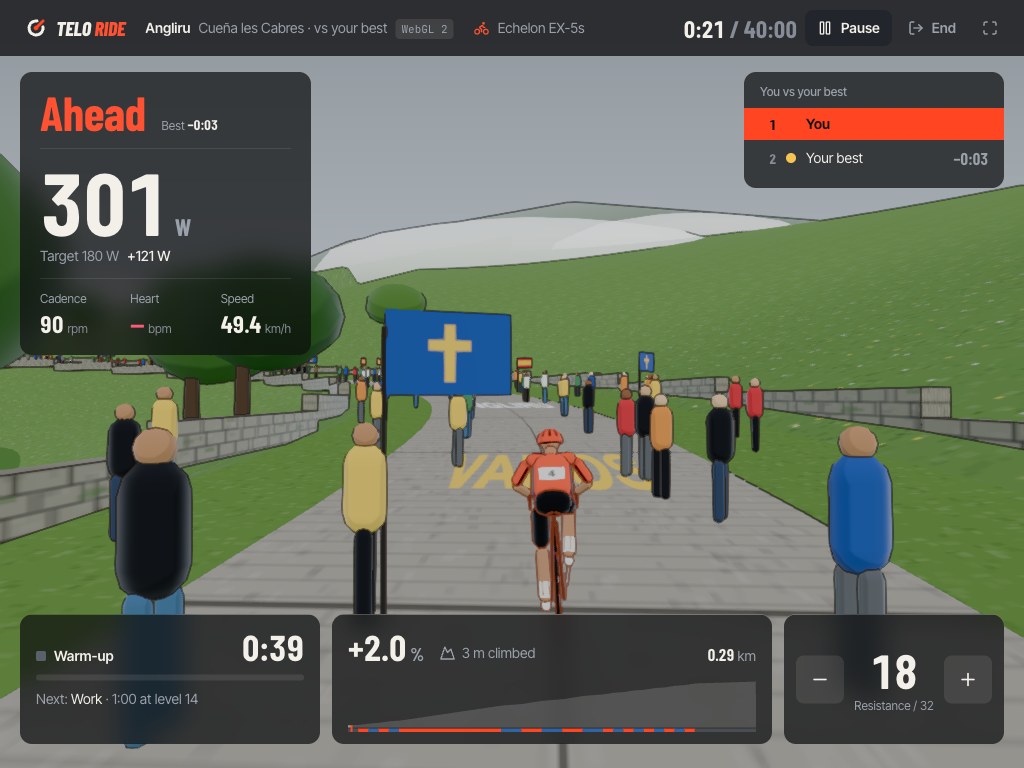 TELO RIDE
Angliru Cueña les Cabres · vs your best WebGL 2
Echelon EX-5s
0:21 / 40:00
Pause
End
Ahead Best −0:03
301 W
Target 180 W +121 W
Cadence Heart Speed
90 rpm – bpm 49.4 km/h
You vs your best
1 You
2 Your best −0:03
4
Warm-up 0:39
Next: Work · 1:00 at level 14
+2.0 % 3 m climbed 0.29 km
− 18 +
Resistance / 32